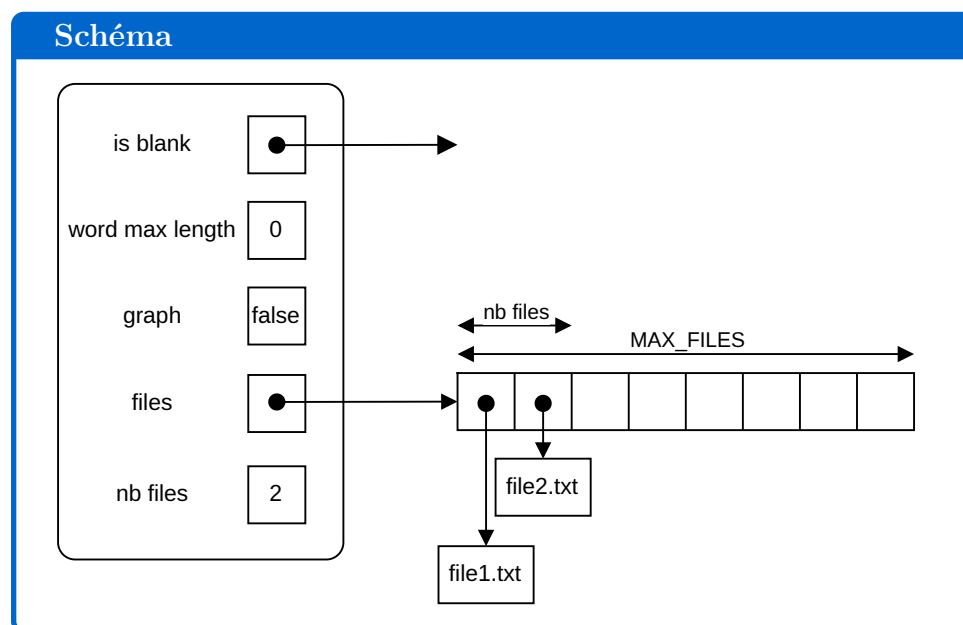 Schéma
is blank
word max length 0
graph false
nb files
MAX_FILES
files
file2.txt
nb files 2
file1.txt